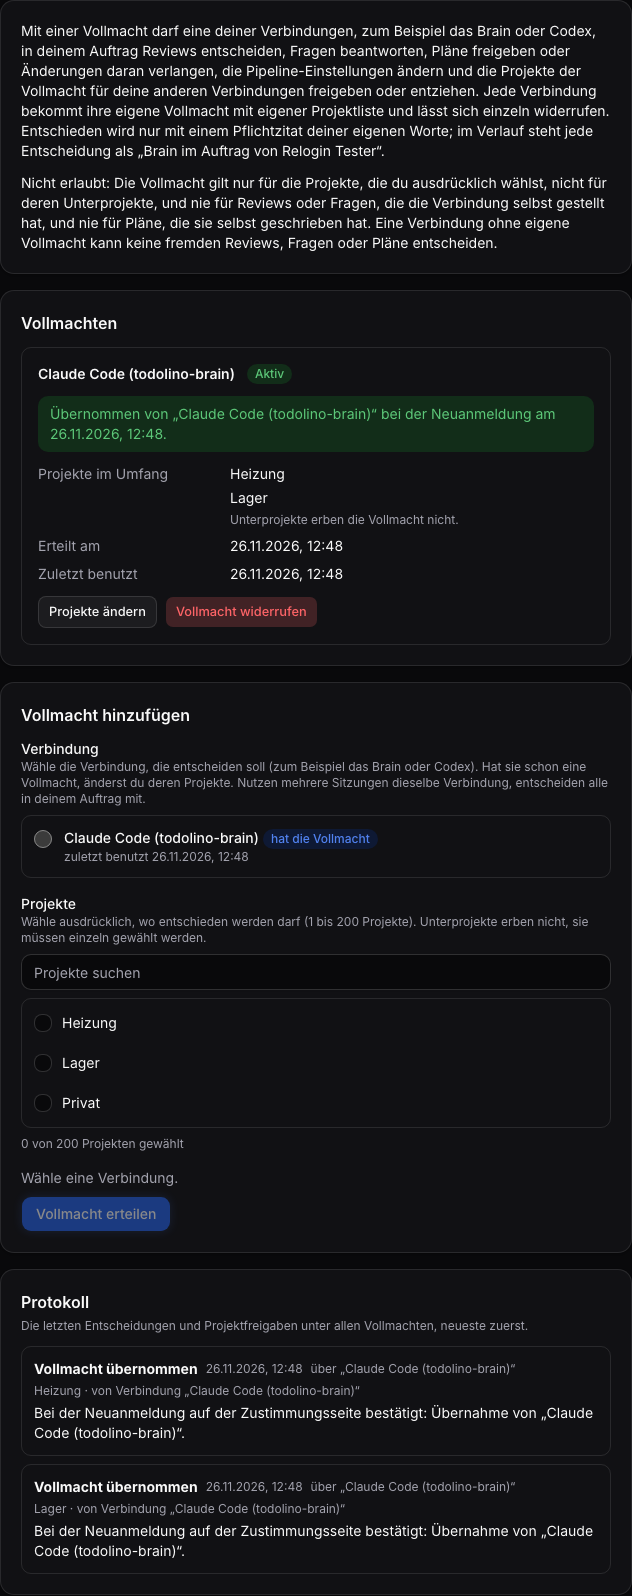 Mit einer Vollmacht darf eine deiner Verbindungen, zum Beispiel das Brain oder Codex,
in deinem Auftrag Reviews entscheiden, Fragen beantworten, Pläne freigeben oder
Änderungen daran verlangen, die Pipeline-Einstellungen ändern und die Projekte der
Vollmacht für deine anderen Verbindungen freigeben oder entziehen. Jede Verbindung
bekommt ihre eigene Vollmacht mit eigener Projektliste und lässt sich einzeln widerrufen.
Entschieden wird nur mit einem Pflichtzitat deiner eigenen Worte; im Verlauf steht jede
Entscheidung als „Brain im Auftrag von Relogin Tester“.
Nicht erlaubt: Die Vollmacht gilt nur für die Projekte, die du ausdrücklich wählst, nicht für
deren Unterprojekte, und nie für Reviews oder Fragen, die die Verbindung selbst gestellt
hat, und nie für Pläne, die sie selbst geschrieben hat. Eine Verbindung ohne eigene
Vollmacht kann keine fremden Reviews, Fragen oder Pläne entscheiden.
Vollmachten
Claude Code (todolino-brain) Aktiv
Übernommen von „Claude Code (todolino-brain)“ bei der Neuanmeldung am
26.11.2026, 12:48.
Projekte im Umfang Heizung
Lager
Unterprojekte erben die Vollmacht nicht.
Erteilt am 26.11.2026, 12:48
Zuletzt benutzt 26.11.2026, 12:48
Projekte ändern Vollmacht widerrufen
Vollmacht hinzufügen
Verbindung
Wähle die Verbindung, die entscheiden soll (zum Beispiel das Brain oder Codex). Hat sie schon eine
Vollmacht, änderst du deren Projekte. Nutzen mehrere Sitzungen dieselbe Verbindung, entscheiden alle
in deinem Auftrag mit.
Claude Code (todolino-brain) hat die Vollmacht
zuletzt benutzt 26.11.2026, 12:48
Projekte
Wähle ausdrücklich, wo entschieden werden darf (1 bis 200 Projekte). Unterprojekte erben nicht, sie
müssen einzeln gewählt werden.
Projekte suchen
Heizung
Lager
Privat
0 von 200 Projekten gewählt
Wähle eine Verbindung.
Vollmacht erteilen
Protokoll
Die letzten Entscheidungen und Projektfreigaben unter allen Vollmachten, neueste zuerst.
Vollmacht übernommen 26.11.2026, 12:48 über „Claude Code (todolino-brain)“
Heizung · von Verbindung „Claude Code (todolino-brain)“
Bei der Neuanmeldung auf der Zustimmungsseite bestätigt: Übernahme von „Claude
Code (todolino-brain)“.
Vollmacht übernommen 26.11.2026, 12:48 über „Claude Code (todolino-brain)“
Lager · von Verbindung „Claude Code (todolino-brain)“
Bei der Neuanmeldung auf der Zustimmungsseite bestätigt: Übernahme von „Claude
Code (todolino-brain)“.